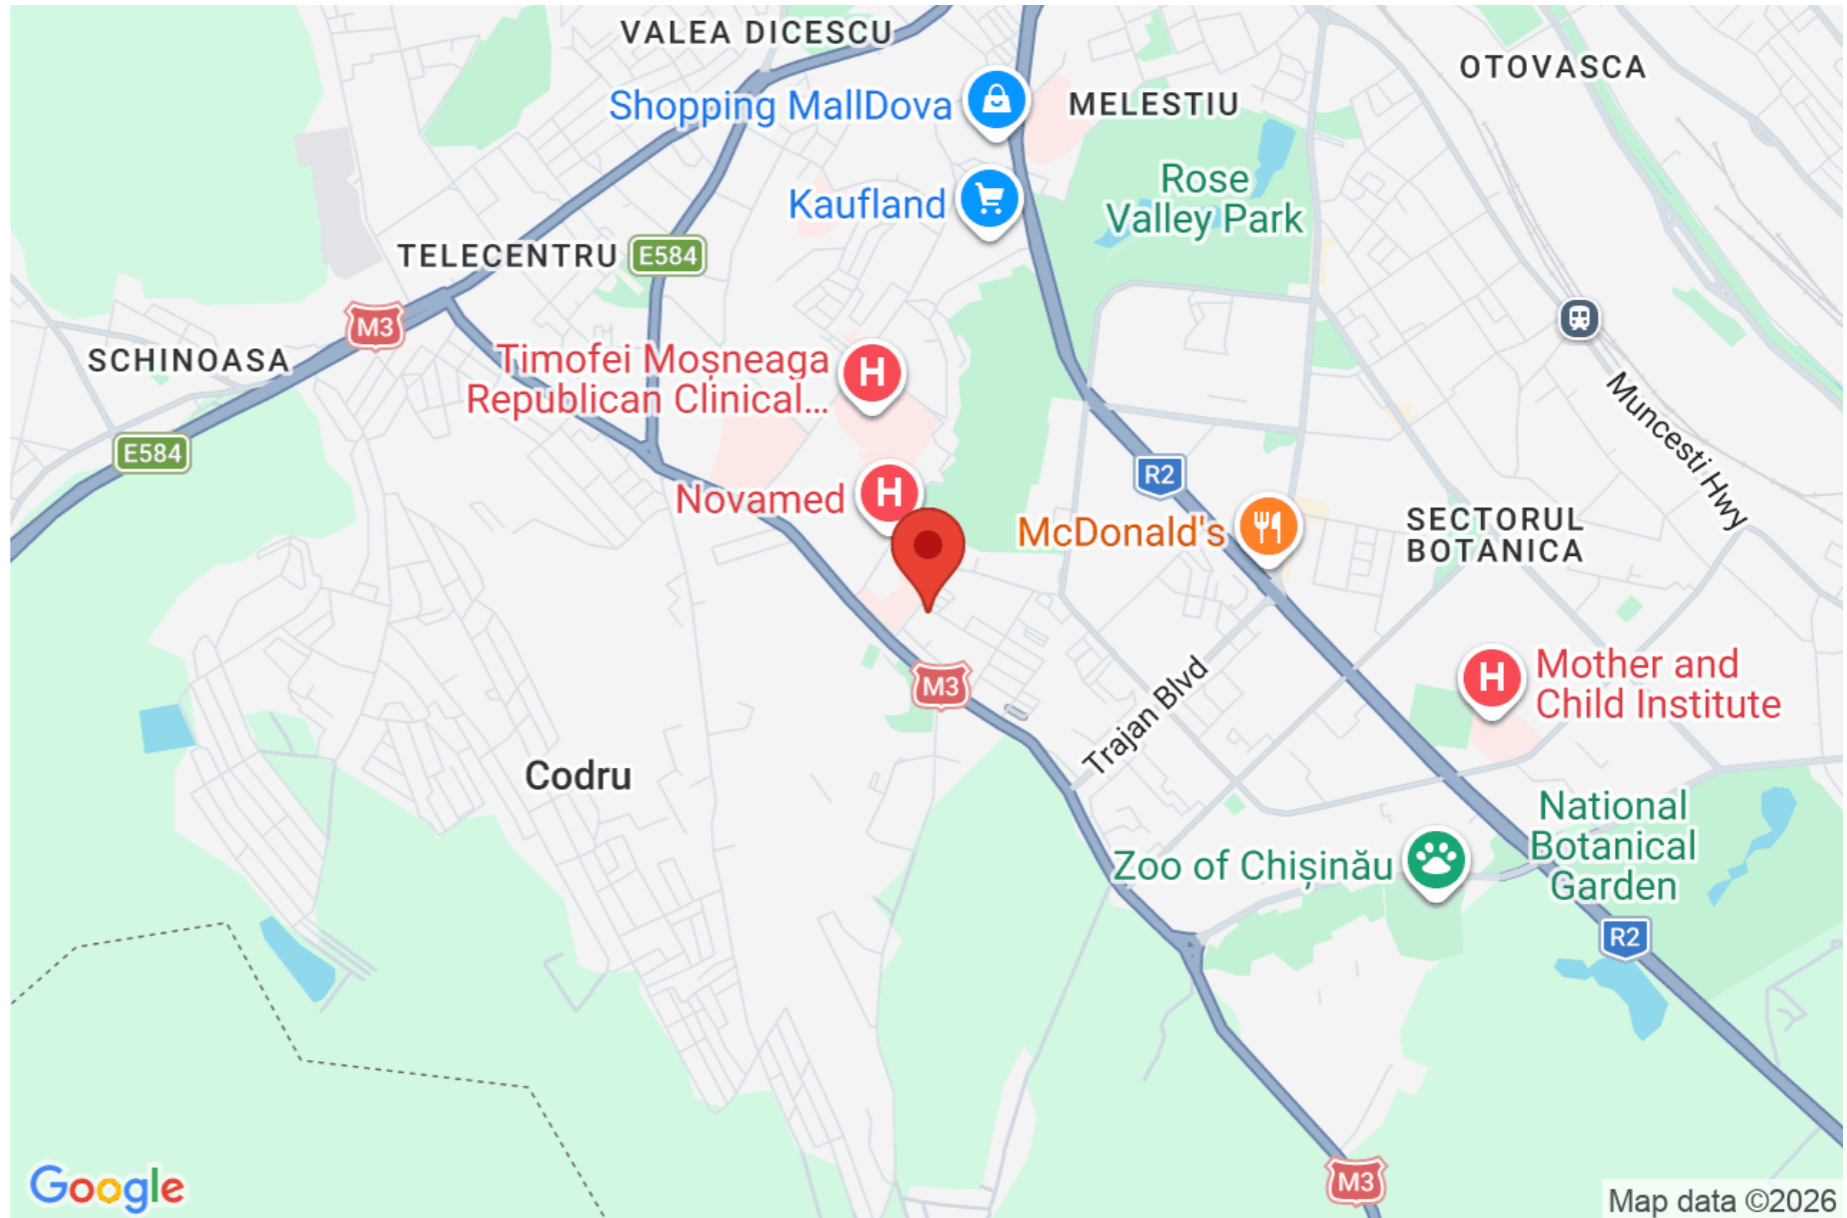 VALEA DICESCU
OTOVASCA
Shopping MallDova
MELESTIU
Rose
Valley Park
Kaufland
TELECENTRU
E584
M3
SCHINOASA
Timofei Moșneaga
Republican Clinical...
H
Muncesti Hwy
E584
R2
Novamed
H
McDonald's
SECTORUL
BOTANICA
M3
Trajan Blvd
H
Mother and
Child Institute
Codru
National
Botanical
Garden
Zoo of Chișinău
R2
M3
Google
Map data ©2026